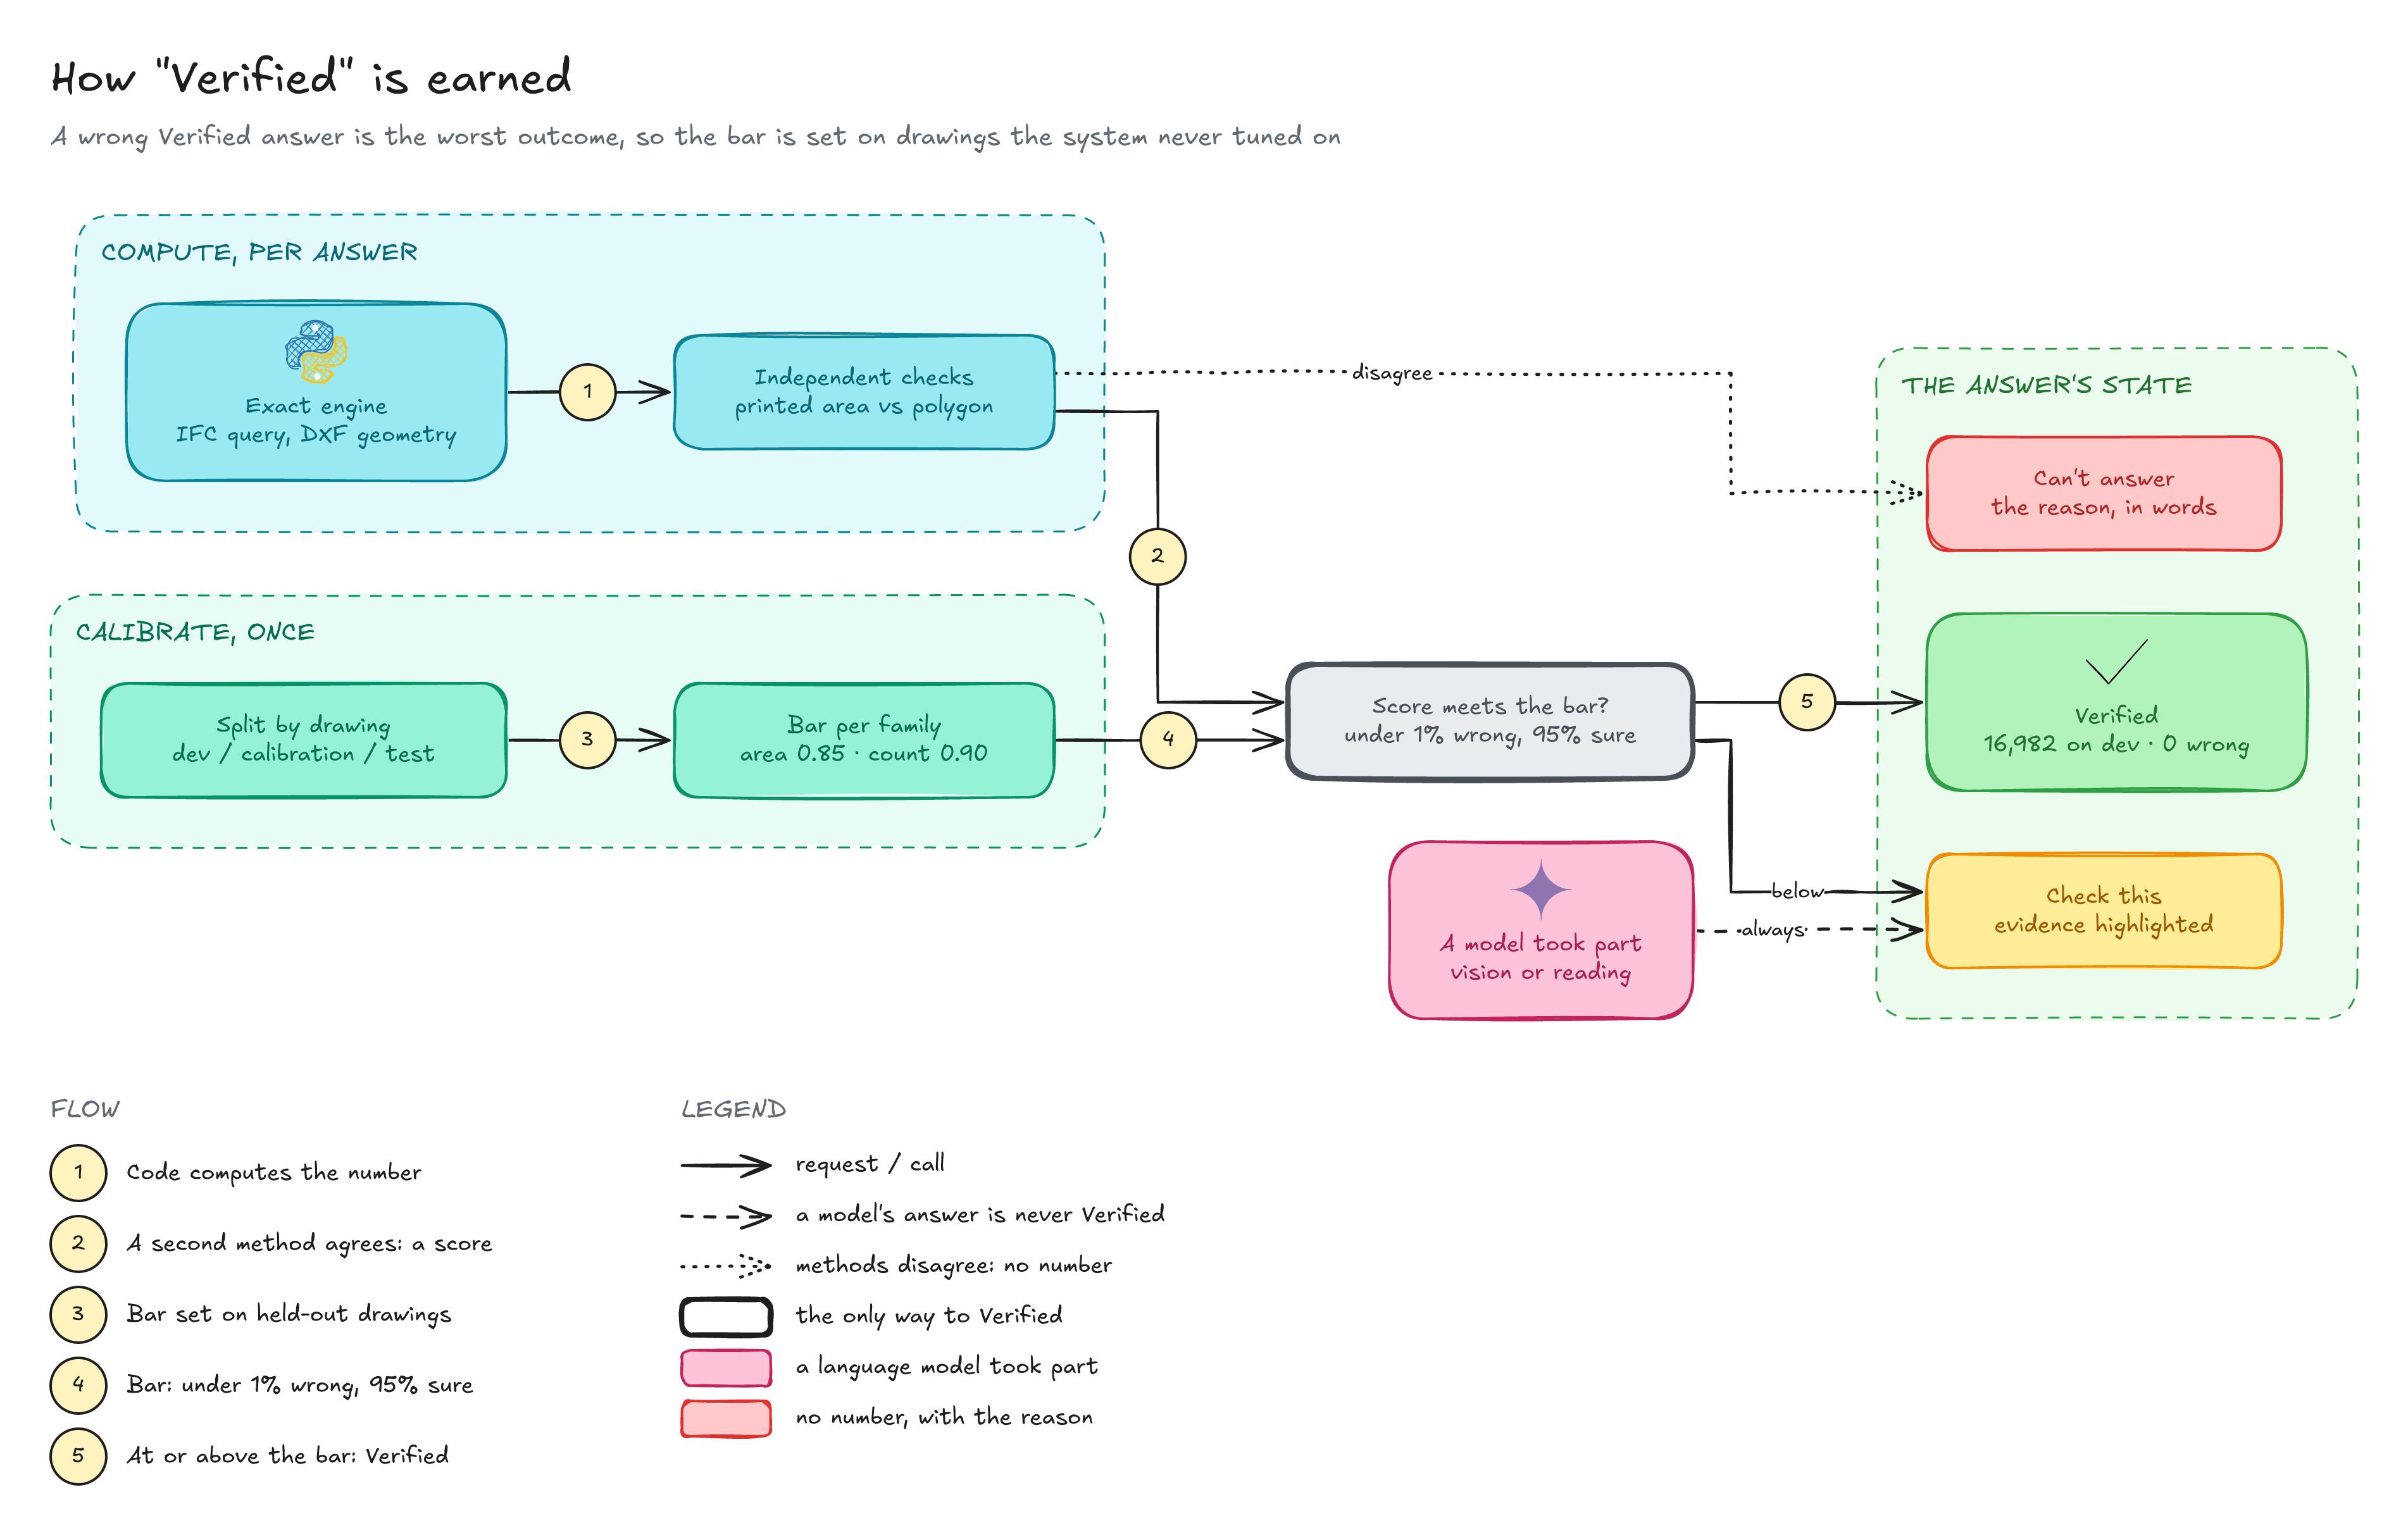 How "Verified" is earned
A wrong Verified answer is the worst outcome, so the bar is set on drawings the system never tuned on
COMPUTE, PER ANSWER
Exact engine
IFC query, DXF geometry
1
Independent checks
printed area vs polygon
disagree
2
THE ANSWER'S STATE
Can't answer
the reason, in words
CALIBRATE, ONCE
Split by drawing
dev / calibration / test
3
Bar per family
area 0.85 · count 0.90
4
Score meets the bar?
under 1% wrong, 95% sure
5
Verified
16,982 on dev · 0 wrong
below
always
A model took part
vision or reading
Check this
evidence highlighted
FLOW
1 Code computes the number
2 A second method agrees: a score
3 Bar set on held-out drawings
4 Bar: under 1% wrong, 95% sure
5 At or above the bar: Verified
LEGEND
request / call
a model's answer is never Verified
methods disagree: no number
the only way to Verified
a language model took part
no number, with the reason